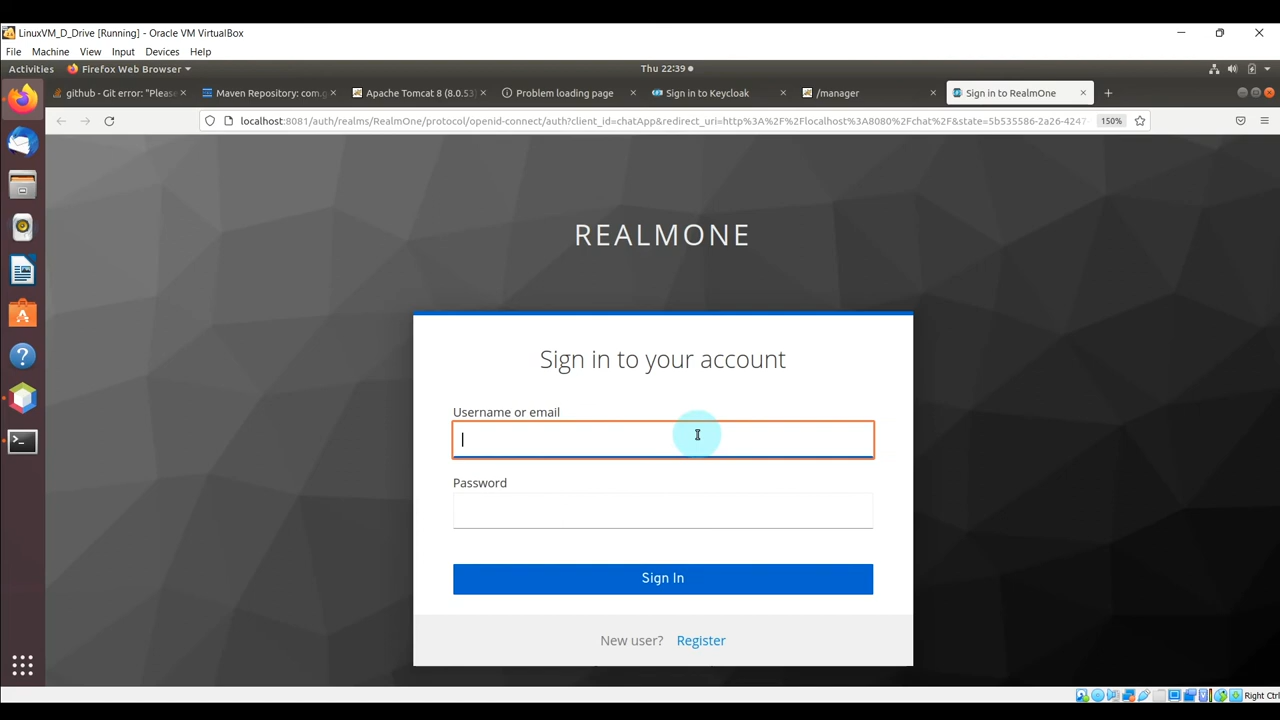 LinuxVM_D_Drive [Running] - Oracle VM VirtualBox
File Machine View Input Devices Help
Activities Firefox Web Browser Thu 22:39
github - Git error: "Please Maven Repository: com.g Apache Tomcat 8 (8.0.53) Problem loading page Sign in to Keycloak /manager Sign in to RealmOne
localhost:8081/auth/realms/RealmOne/protocol/openid-connect/auth?client_id=chatApp&redirect_uri=http%3A%2F%2Flocalhost%3A8080%2Fchat%2F&state=5b535586-2a26-4247- 150%
REALMONE
Sign in to your account
Username or email
Password
Sign In
New user? Register
Right Ctrl